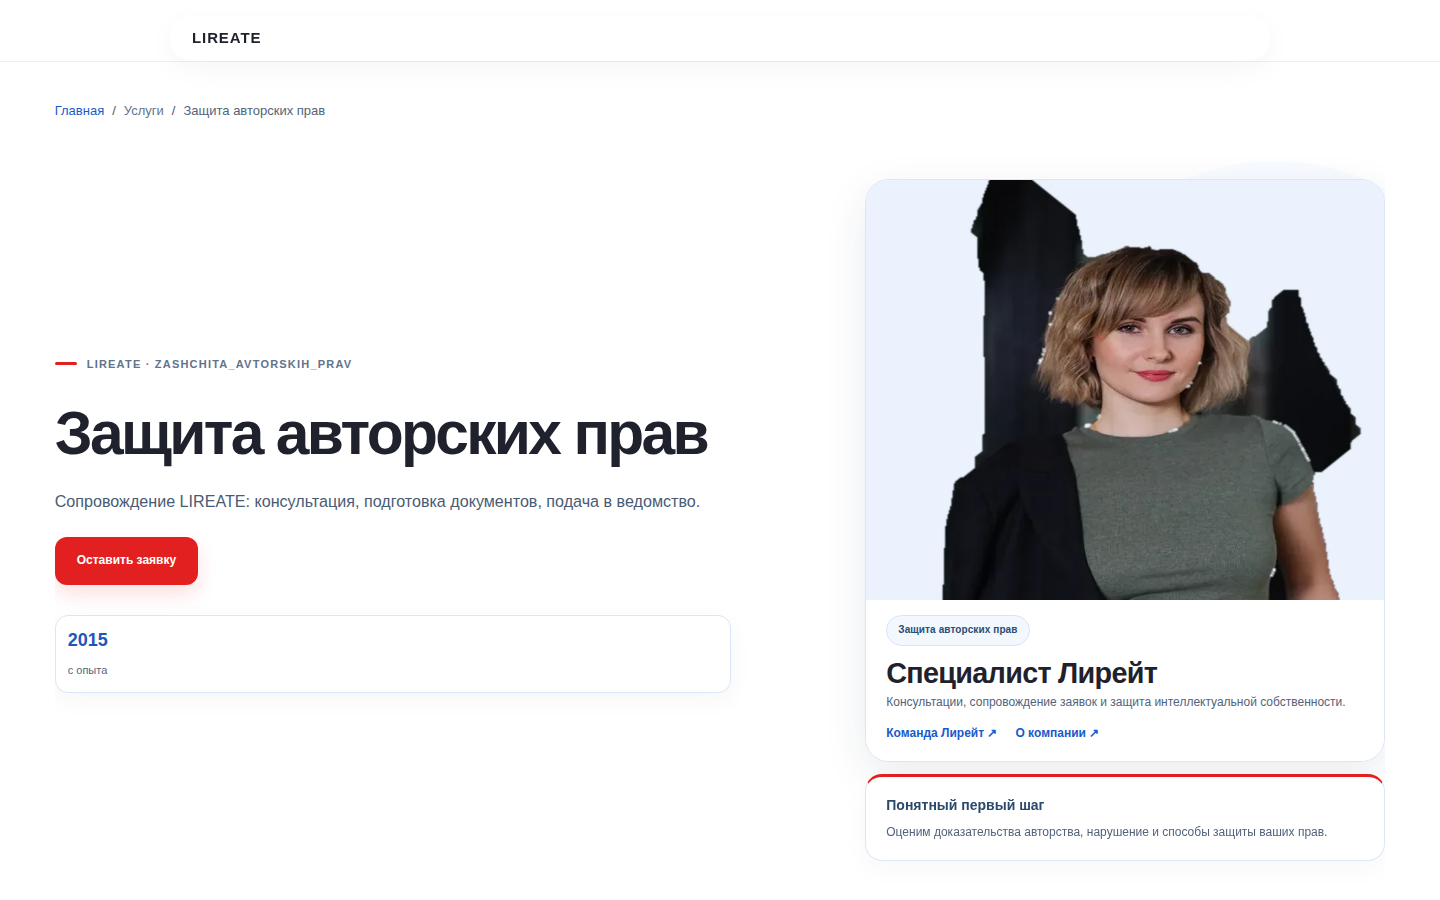 LIREATE
Главная / Услуги / Защита авторских прав
LIREATE · ZASHCHITA_AVTORSKIH_PRAV
Защита авторских прав
Сопровождение LIREATE: консультация, подготовка документов, подача в ведомство.
Оставить заявку
2015
с опыта
Защита авторских прав
Специалист Лирейт
Консультации, сопровождение заявок и защита интеллектуальной собственности.
Команда Лирейт ↗ О компании ↗
Понятный первый шаг
Оценим доказательства авторства, нарушение и способы защиты ваших прав.